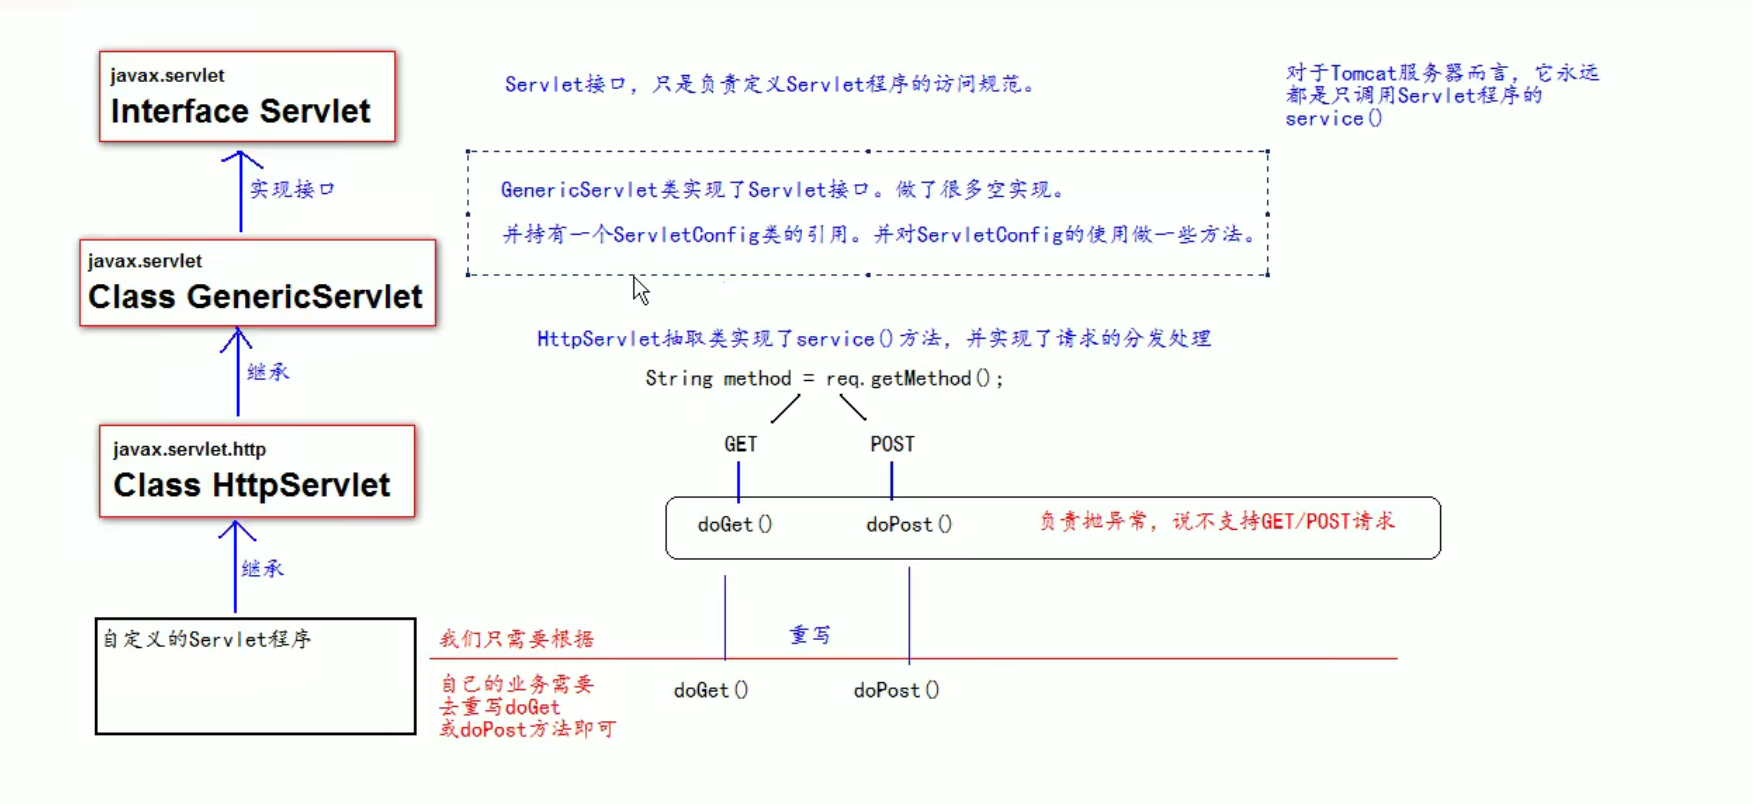 javax.servlet
Interface Servlet
Servlet接口，只是负责定义Servlet程序的访问规范。
对于Tomcat服务器而言，它永远
都是只调用Servlet程序的
service()
实现接口
GenericServlet类实现了Servlet接口。做了很多空实现。
并持有一个ServletConfig类的引用。并对ServletConfig的使用做一些方法。
javax.servlet
Class GenericServlet
继承
HttpServlet抽取类实现了service()方法，并实现了请求的分发处理
String method = req.getMethod();
GET
POST
javax.servlet.http
Class HttpServlet
doGet()
doPost()
负责抛异常，说不支持GET/POST请求
继承
自定义的Servlet程序
我们只需要根据
重写
自己的业务需要
去重写doGet
或doPost方法即可
doGet()
doPost()